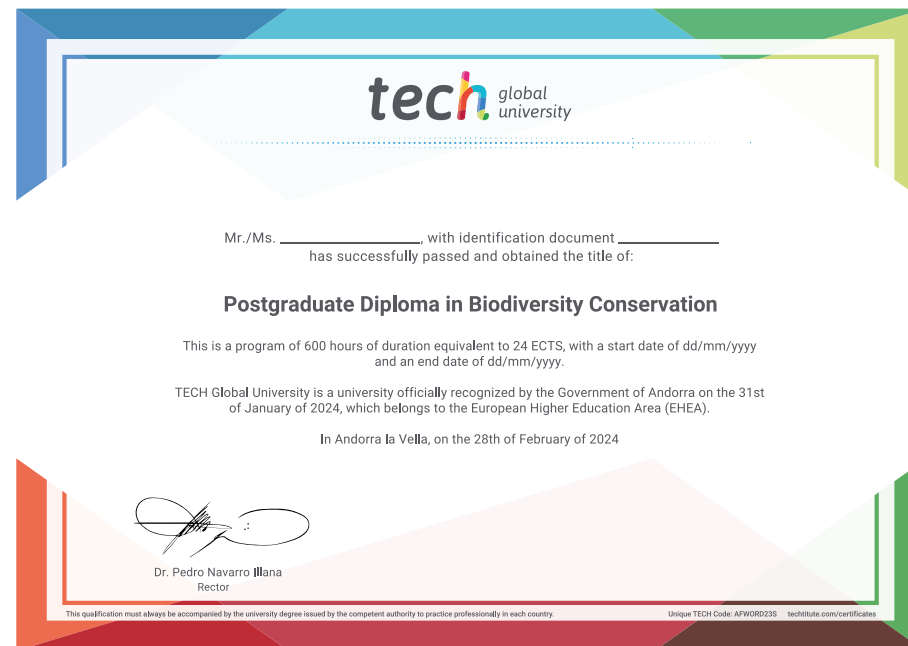 tech global university
Mr./Ms. ____________________, with identification document ______________
has successfully passed and obtained the title of:
Postgraduate Diploma in Biodiversity Conservation
This is a program of 600 hours of duration equivalent to 24 ECTS, with a start date of dd/mm/yyyy
and an end date of dd/mm/yyyy.
TECH Global University is a university officially recognized by the Government of Andorra on the 31st
of January of 2024, which belongs to the European Higher Education Area (EHEA).
In Andorra la Vella, on the 28th of February of 2024
Dr. Pedro Navarro Illana
Rector
This qualification must always be accompanied by the university degree issued by the competent authority to practice professionally in each country. Unique TECH Code: AFWORD23S techtitute.com/certificates